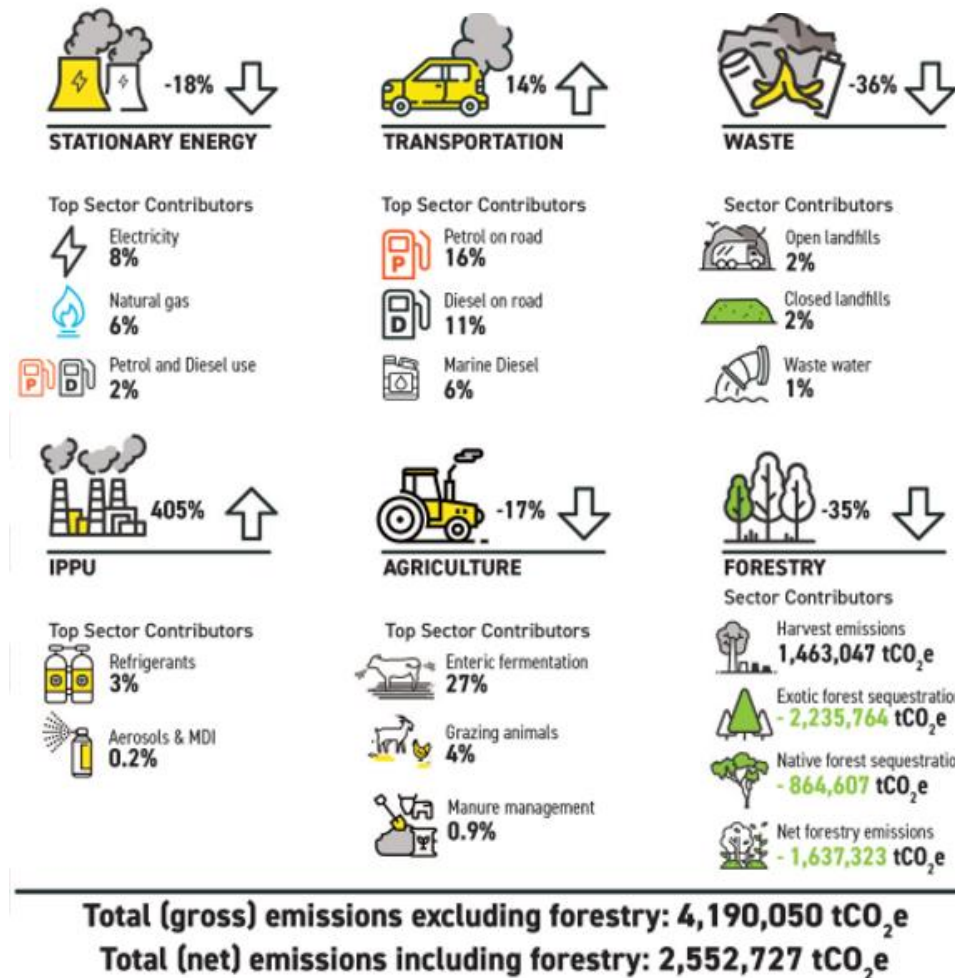 -18%
STATIONARY ENERGY
Top Sector Contributors
Electricity
8%
Natural gas
6%
P D Petrol and Diesel use
2%
14%
TRANSPORTATION
Top Sector Contributors
P
Petrol on road
16%
D
Diesel on road
11%
Marine Diesel
6%
-36%
WASTE
Sector Contributors
Open landfills
2%
Closed landfills
2%
Waste water
1%
405%
IPPU
Top Sector Contributors
Refrigerants
3%
Aerosols & MDI
0.2%
-17%
AGRICULTURE
Top Sector Contributors
Enteric fermentation
27%
Grazing animals
4%
Manure management
0.9%
-35%
FORESTRY
Sector Contributors
Harvest emissions
1,463,047 tCO₂e
Exotic forest sequestratio
- 2,235,764 tCO₂e
Native forest sequestratio
- 864,607 tCO₂e
Net forestry emissions
- 1,637,323 tCO₂e
Total (gross) emissions excluding forestry: 4,190,050 tCO₂e
Total (net) emissions including forestry: 2,552,727 tCO₂e